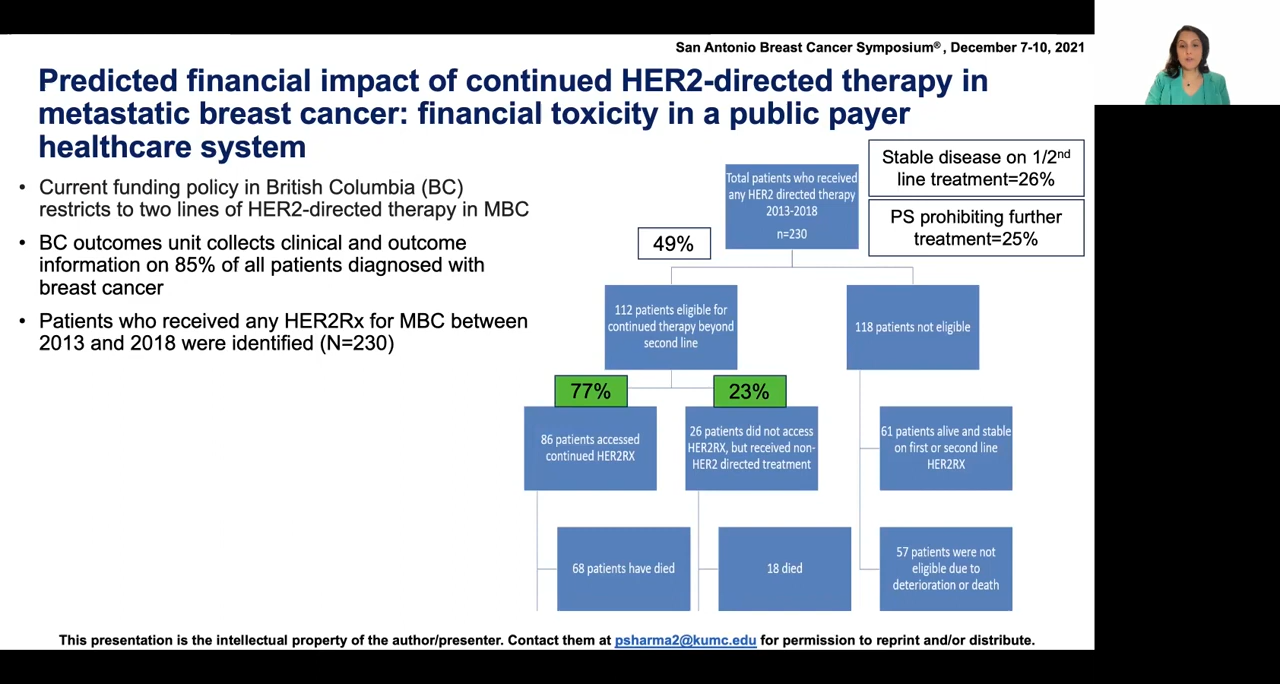 San Antonio Breast Cancer Symposium®, December 7-10, 2021
Predicted financial impact of continued HER2-directed therapy in
metastatic breast cancer: financial toxicity in a public payer
healthcare system
• Current funding policy in British Columbia (BC)
restricts to two lines of HER2-directed therapy in MBC
• BC outcomes unit collects clinical and outcome
information on 85% of all patients diagnosed with
breast cancer
• Patients who received any HER2Rx for MBC between
2013 and 2018 were identified (N=230)
Total patients who received
any HER2 directed therapy
2013-2018
n=230
Stable disease on 1/2nd
line treatment=26%
PS prohibiting further
treatment=25%
49%
112 patients eligible for
continued therapy beyond
second line
118 patients not eligible
77%
23%
86 patients accessed
continued HER2RX
26 patients did not access
HER2RX, but received non-
HER2 directed treatment
61 patients alive and stable
on first or second line
HER2RX
68 patients have died
18 died
57 patients were not
eligible due to
deterioration or death
This presentation is the intellectual property of the author/presenter. Contact them at psharma2@kumc.edu for permission to reprint and/or distribute.